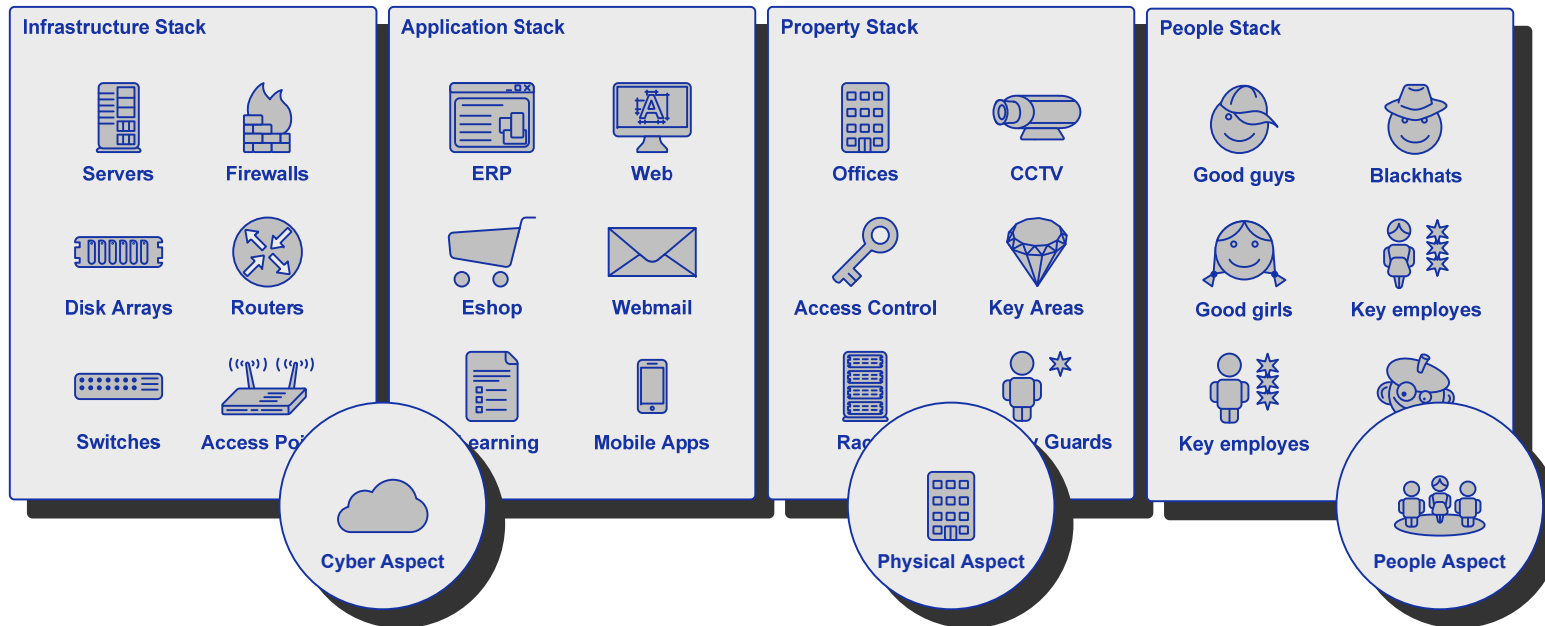 Infrastructure Stack
Application Stack
Property Stack
People Stack
Servers
Firewalls
ERP
Web
Offices
CCTV
Good guys
Blackhats
Disk Arrays
Routers
Eshop
Webmail
Access Control
Key Areas
Good girls
Key employes
Switches
Access
earning
Mobile Apps
Guards
Key employes
Cyber Aspect
Physical Aspect
People Aspect